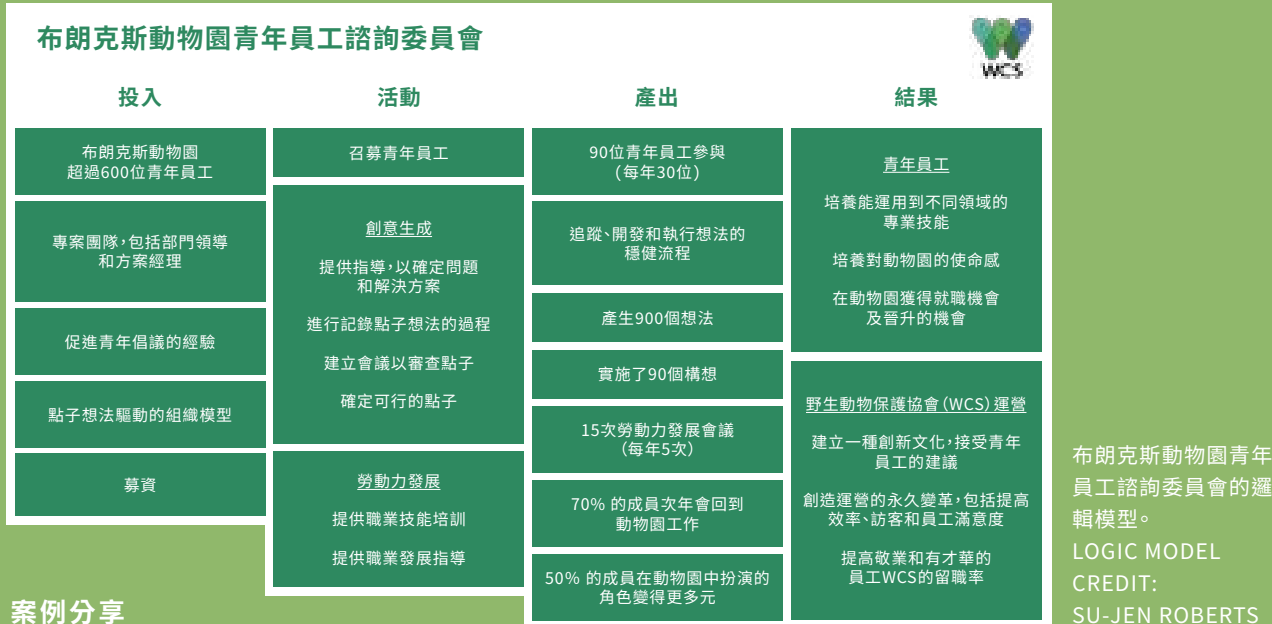 布朗克斯動物園青年員工諮詢委員會
WCS
投入
布朗克斯動物園
超過600位青年員工
專案團隊,包括部門領導
和方案經理
促進青年倡議的經驗
點子想法驅動的組織模型
募資
活動
召募青年員工
創意生成
提供指導,以確定問題
和解決方案
進行記錄點子想法的過程
建立會議以審查點子
確定可行的點子
勞動力發展
提供職業技能培訓
提供職業發展指導
產出
90位青年員工參與
(每年30位)
追蹤、開發和執行想法的
穩健流程
產生900個想法
實施了90個構想
15次勞動力發展會議
(每年5次)
70% 的成員次年會回到
動物園工作
50% 的成員在動物園中扮演的
角色變得更多元
結果
青年員工
培養能運用到不同領域的
專業技能
培養對動物園的使命感
在動物園獲得就職機會
及晉升的機會
野生動物保護協會(WCS)運營
建立一種創新文化,接受青年
員工的建議
創造運營的永久變革,包括提高
效率、訪客和員工滿意度
提高敬業和有才華的
員工WCS的留職率
布朗克斯動物園青年
員工諮詢委員會的邏
輯模型。
LOGIC MODEL
CREDIT:
SU-JEN ROBERTS
案例分享